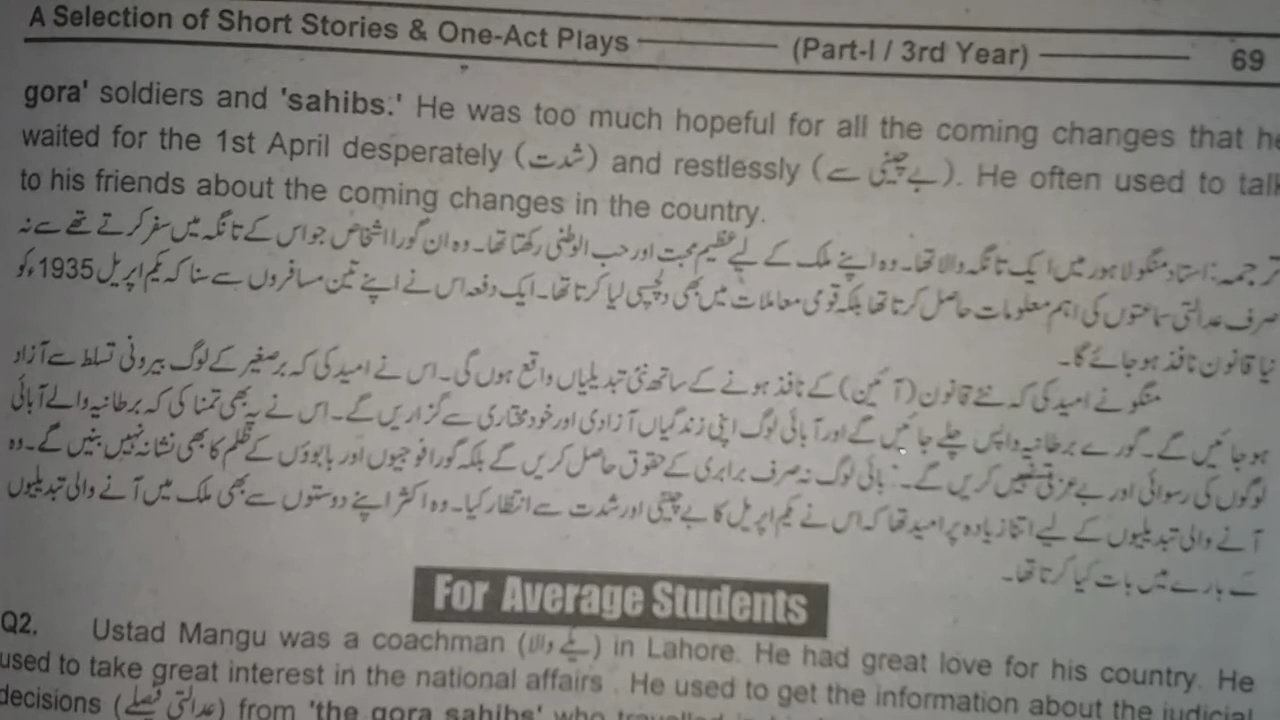 A Selection of Short Stories & One-Act Plays (Part-I / 3rd Year) 69
gora' soldiers and 'sahibs.' He was too much hopeful for all the coming changes that he
waited for the 1st April desperately (شدت) and restlessly (بے چینی سے). He often used to talk
to his friends about the coming changes in the country.
ترجمہ: استاد منگو لاہور میں ایک تانگہ والا تھا۔ وہ اپنے ملک کے لیے عظیم محبت اور حب الوطنی رکھتا تھا۔ وہ ان گورا اشخاص جو اس کے تانگہ میں سفر کرتے تھے سے نہ
صرف عدالتی سماعتوں کی اہم معلومات حاصل کرتا تھا بلکہ قومی معاملات میں بھی دلچسپی لیا کرتا تھا۔ ایک دفعہ اس نے اپنے تین مسافروں سے سنا کہ یکم اپریل 1935ء کو
نیا قانون نافذ ہو جائے گا۔
منگو نے امید کی کہ نئے قانون (آئین) کے نافذ ہونے کے ساتھ نئی تبدیلیاں واقع ہوں گی۔ اس نے امید کی کہ برصغیر کے لوگ بیرونی تسلط سے آزاد
ہو جائیں گے۔ گورے برطانیہ واپس چلے جائیں گے اور آبائی لوگ اپنی زندگیاں آزادی اور خود مختاری سے گزاریں گے۔ اس نے یہ بھی تمنا کی کہ برطانیہ والے آبائی
لوگوں کی رسوائی اور بے عزتی نہیں کریں گے۔ بائی لوگ نہ صرف برابری کے حقوق حاصل کریں گے بلکہ گورا فوجیوں اور بابوؤں کے ظلم کا بھی نشانہ نہیں بنیں گے۔ وہ
آنے والی تبدیلیوں کے لیے اتنا زیادہ پر امید تھا کہ اس نے یکم اپریل کا بے چینی اور شدت سے انتظار کیا۔ وہ اکثر اپنے دوستوں سے بھی ملک میں آنے والی تبدیلیوں
کے بارے میں بات کیا کرتا تھا۔
For Average Students
Q2. Ustad Mangu was a coachman (یکے والا) in Lahore. He had great love for his country. He
used to take great interest in the national affairs . He used to get the information about the judicial
decisions (عدالتی فیصلے) from 'the gora sahibs' who travelled